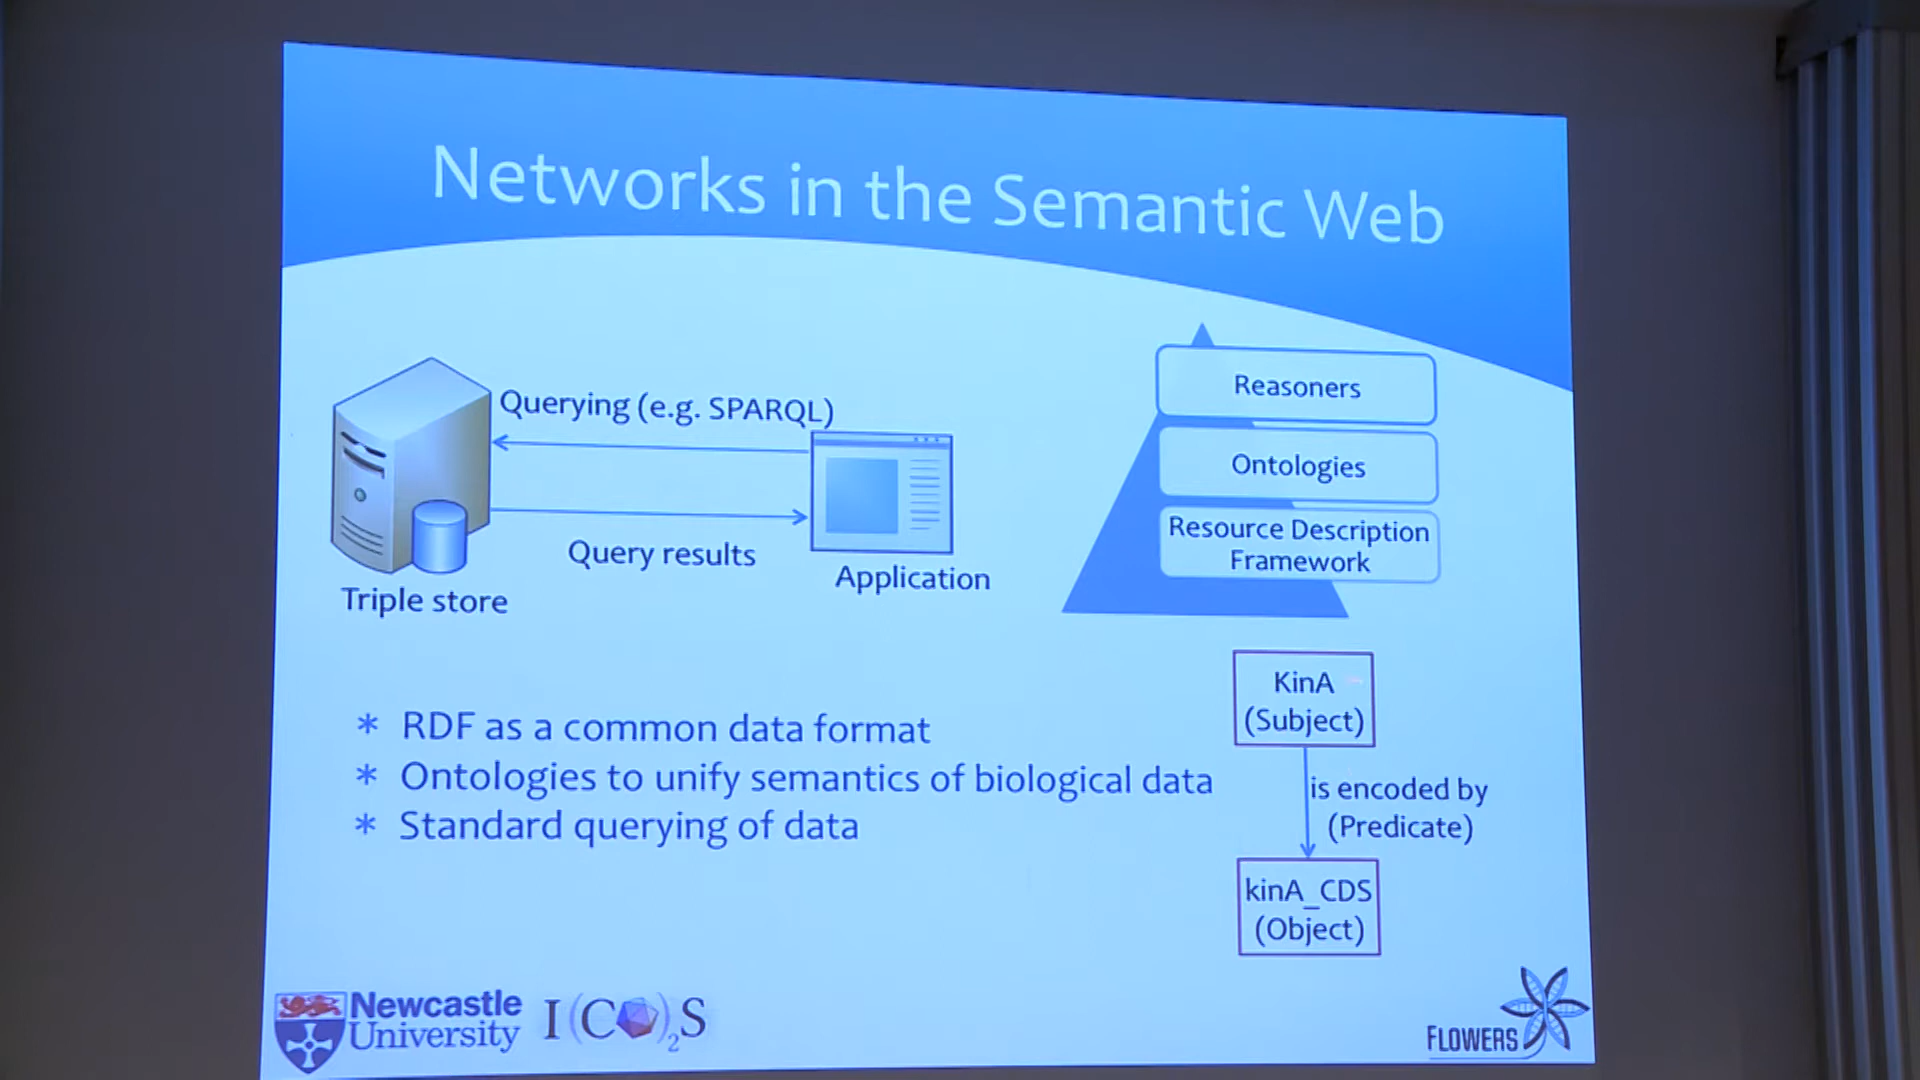 Networks in the Semantic Web
Querying (e.g. SPARQL)
Query results
Triple store
Application
Reasoners
Ontologies
Resource Description
Framework
* RDF as a common data format
* Ontologies to unify semantics of biological data
* Standard querying of data
KinA
(Subject)
is encoded by
(Predicate)
kinA_CDS
(Object)
Newcastle
University
I(CO)₂S
FLOWERS